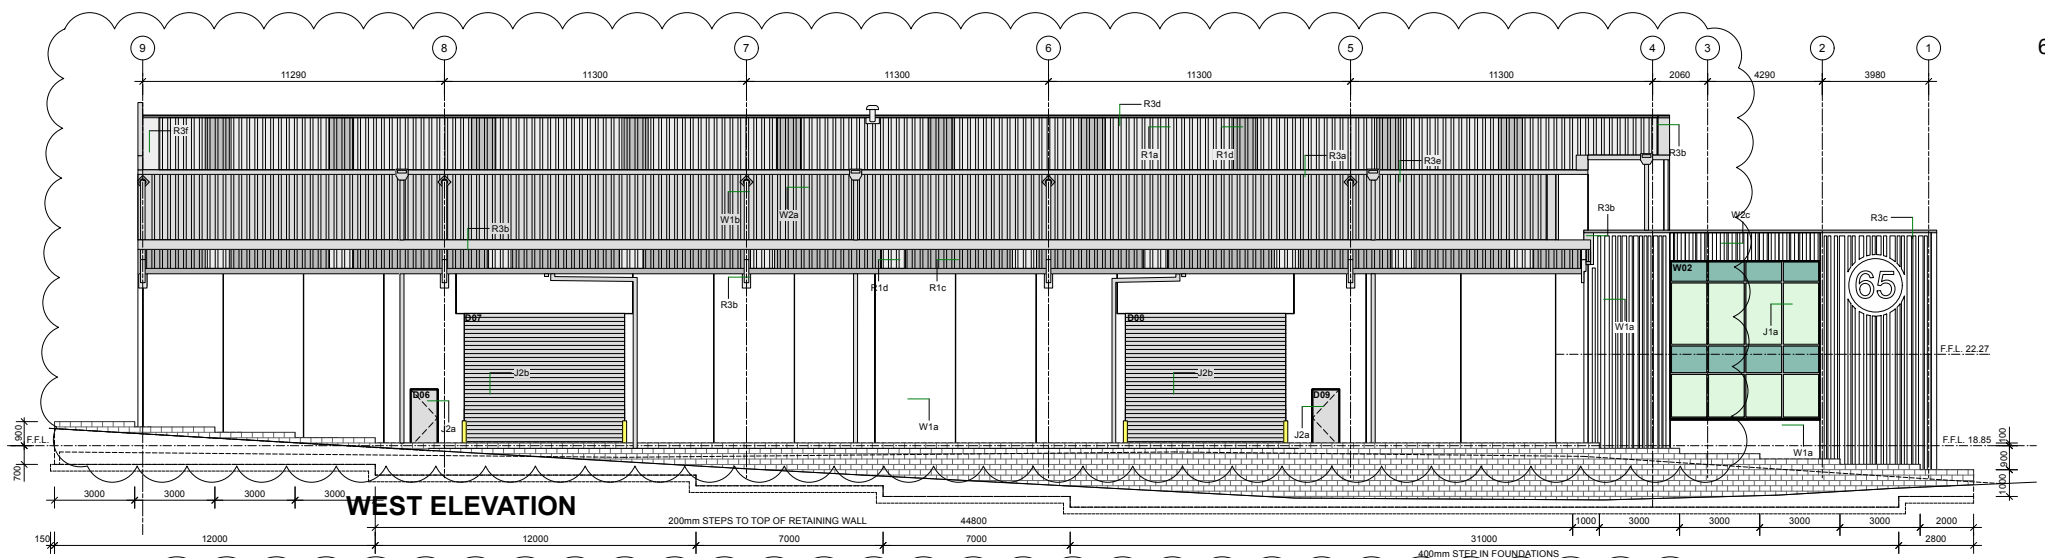 9 8 7 6 5 4 3 2 1
6
11290 11300 11300 11300 11300 2060 4290 3980
R3d
R3f R1a R1d R3a R3e R3b
W1b W2a R3b W2c R3c
R3b
W02
65
R1d R1c
R3b
W1a J1a
D07 D08
F.F.L. 22.27
J2b J2b
D06 D09
J2a W1a J2a
900 F.F.L. F.F.L. 18.85 100
W1a
700 900
1000
3000 3000 3000 3000
WEST ELEVATION
200mm STEPS TO TOP OF RETAINING WALL 44800 1000 3000 3000 3000 3000 2000
150 12000 12000 7000 7000 31000 2800
400mm STEP IN FOUNDATIONS